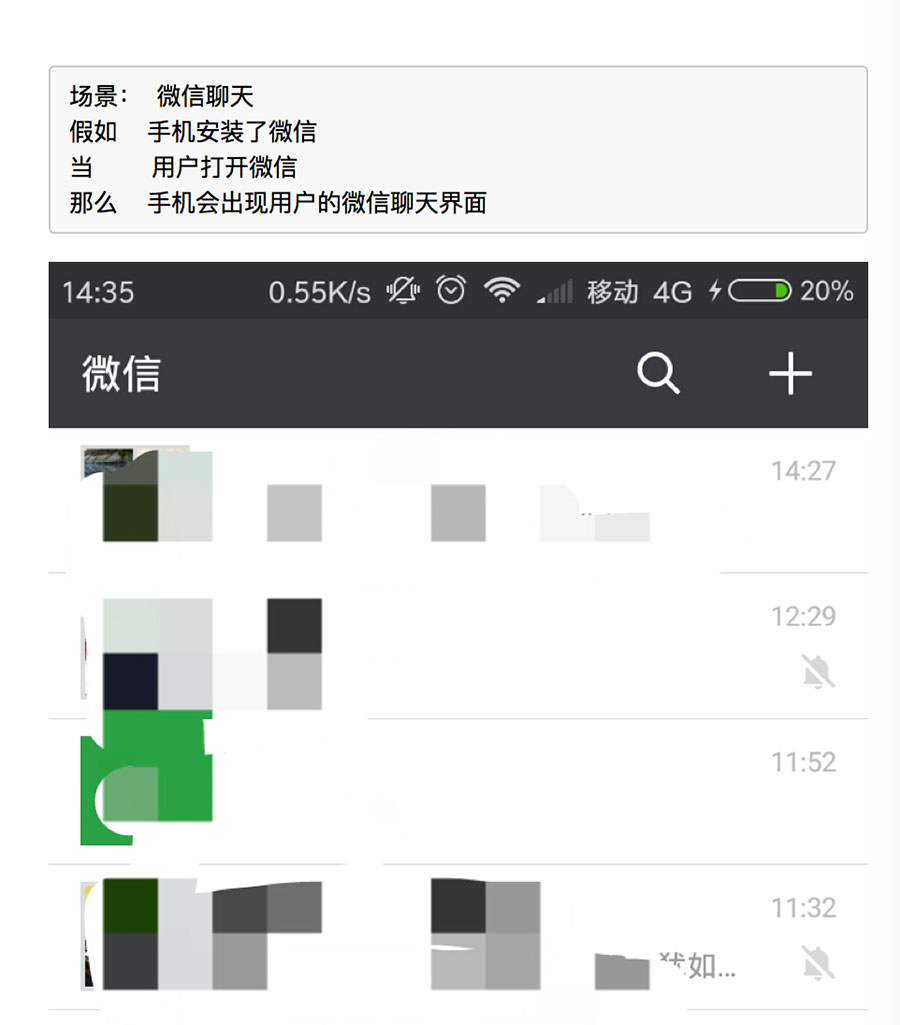 场景： 微信聊天
假如 手机安装了微信
当 用户打开微信
那么 手机会出现用户的微信聊天界面
14:35 0.55K/s 移动 4G 20%
微信
14:27
12:29
11:52
11:32
犹如...